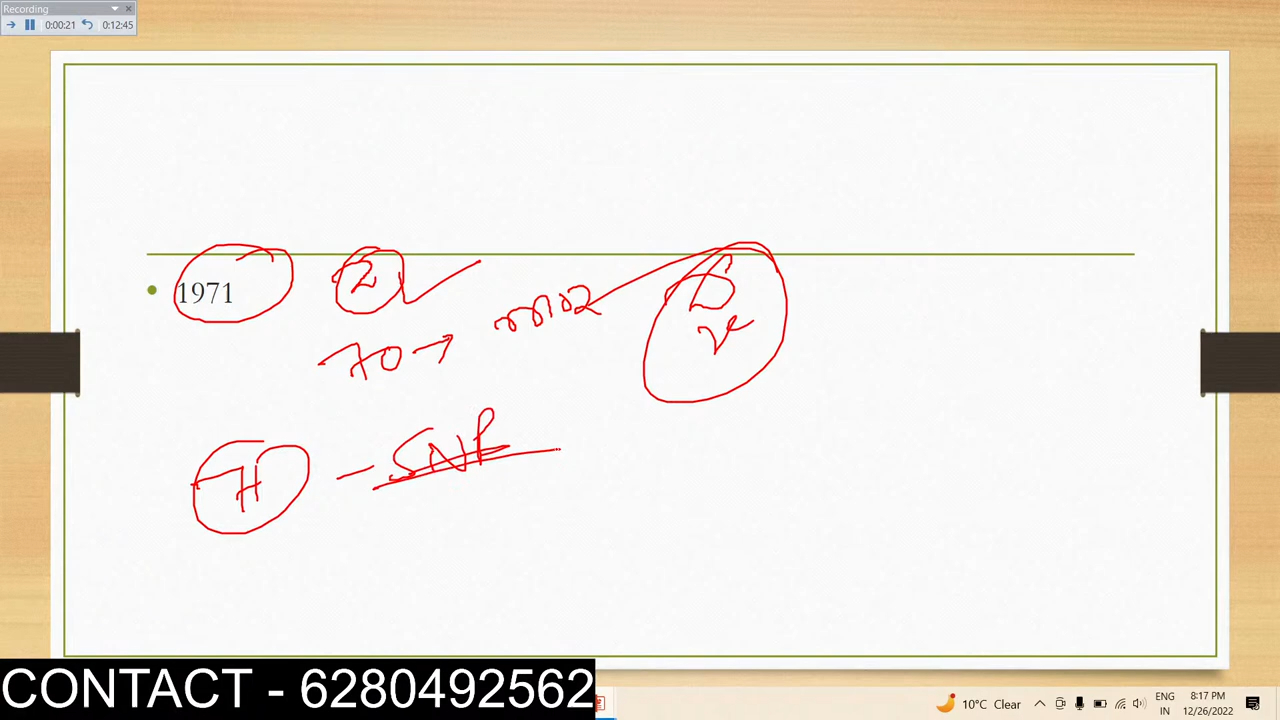 Recording
0:00:21 0:12:45
1971 2
70 →
71 - SNP
CONTACT - 6280492562
10°C Clear
ENG
IN
8:17 PM
12/26/2022